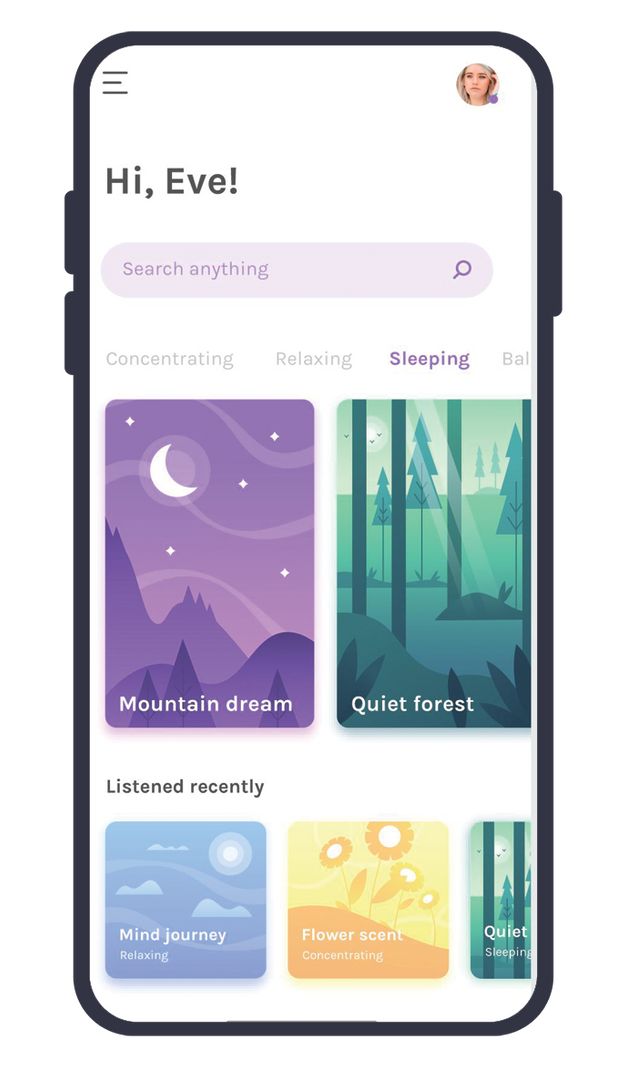 Hi, Eve!
Search anything
Concentrating Relaxing Sleeping Bal
Mountain dream Quiet forest
Listened recently
Mind journey Flower scent Quiet
Relaxing Concentrating Sleeping